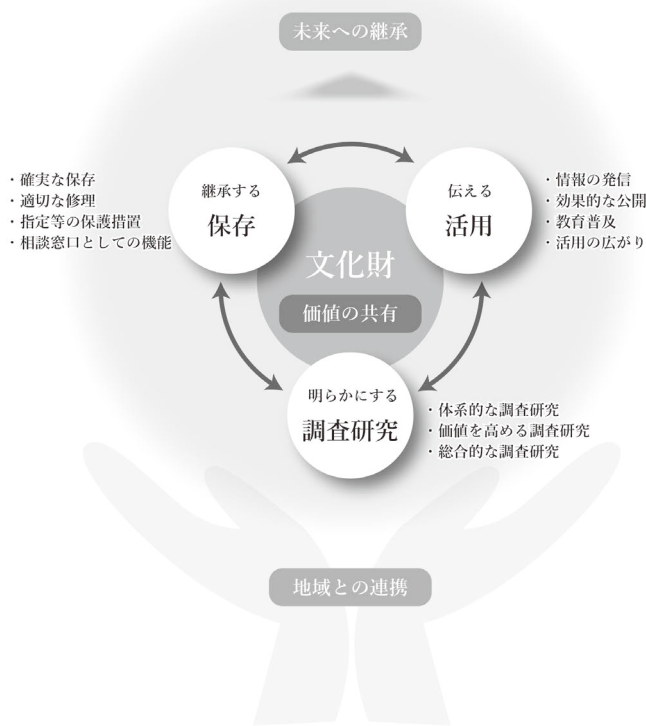 未来への継承
継承する
保存
・確実な保存
・適切な修理
・指定等の保護措置
・相談窓口としての機能
伝える
活用
・情報の発信
・効果的な公開
・教育普及
・活用の広がり
文化財
価値の共有
明らかにする
調査研究
・体系的な調査研究
・価値を高める調査研究
・総合的な調査研究
地域との連携